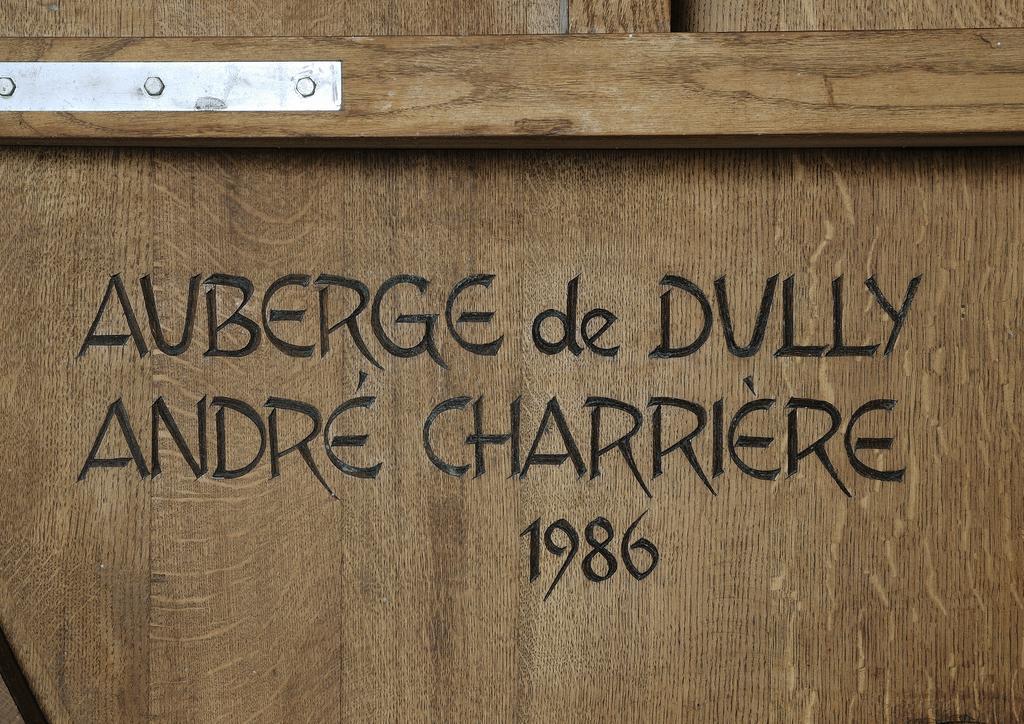 AUBERGE de DULLY
ANDRÉ CHARRIÈRE
1986